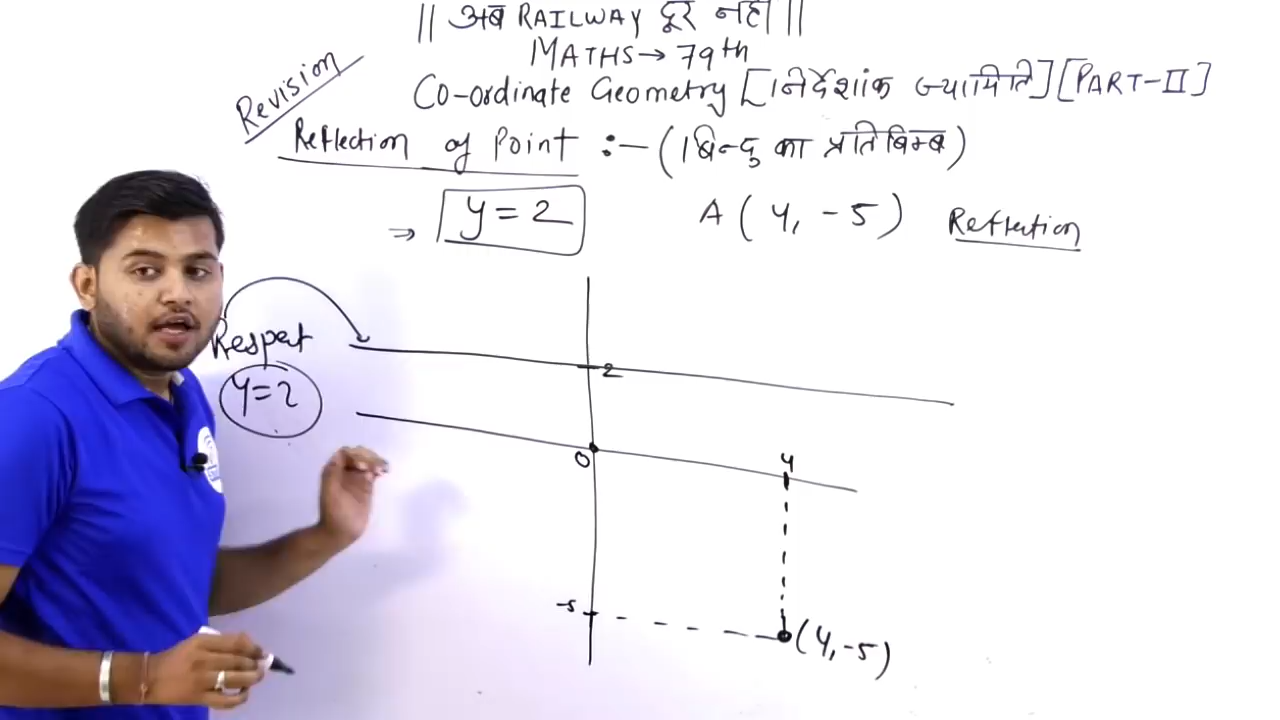 || अब RAILWAY दूर नहीं ||
MATHS → 79th
Revision
Co-ordinate Geometry [निर्देशांक ज्यामिति] [PART-II]
Reflection of Point :- (बिन्दु का प्रतिबिम्ब)
→ y = 2
A (4, -5) Reflection
Respect
y=2
2
0
4
-5
(4, -5)